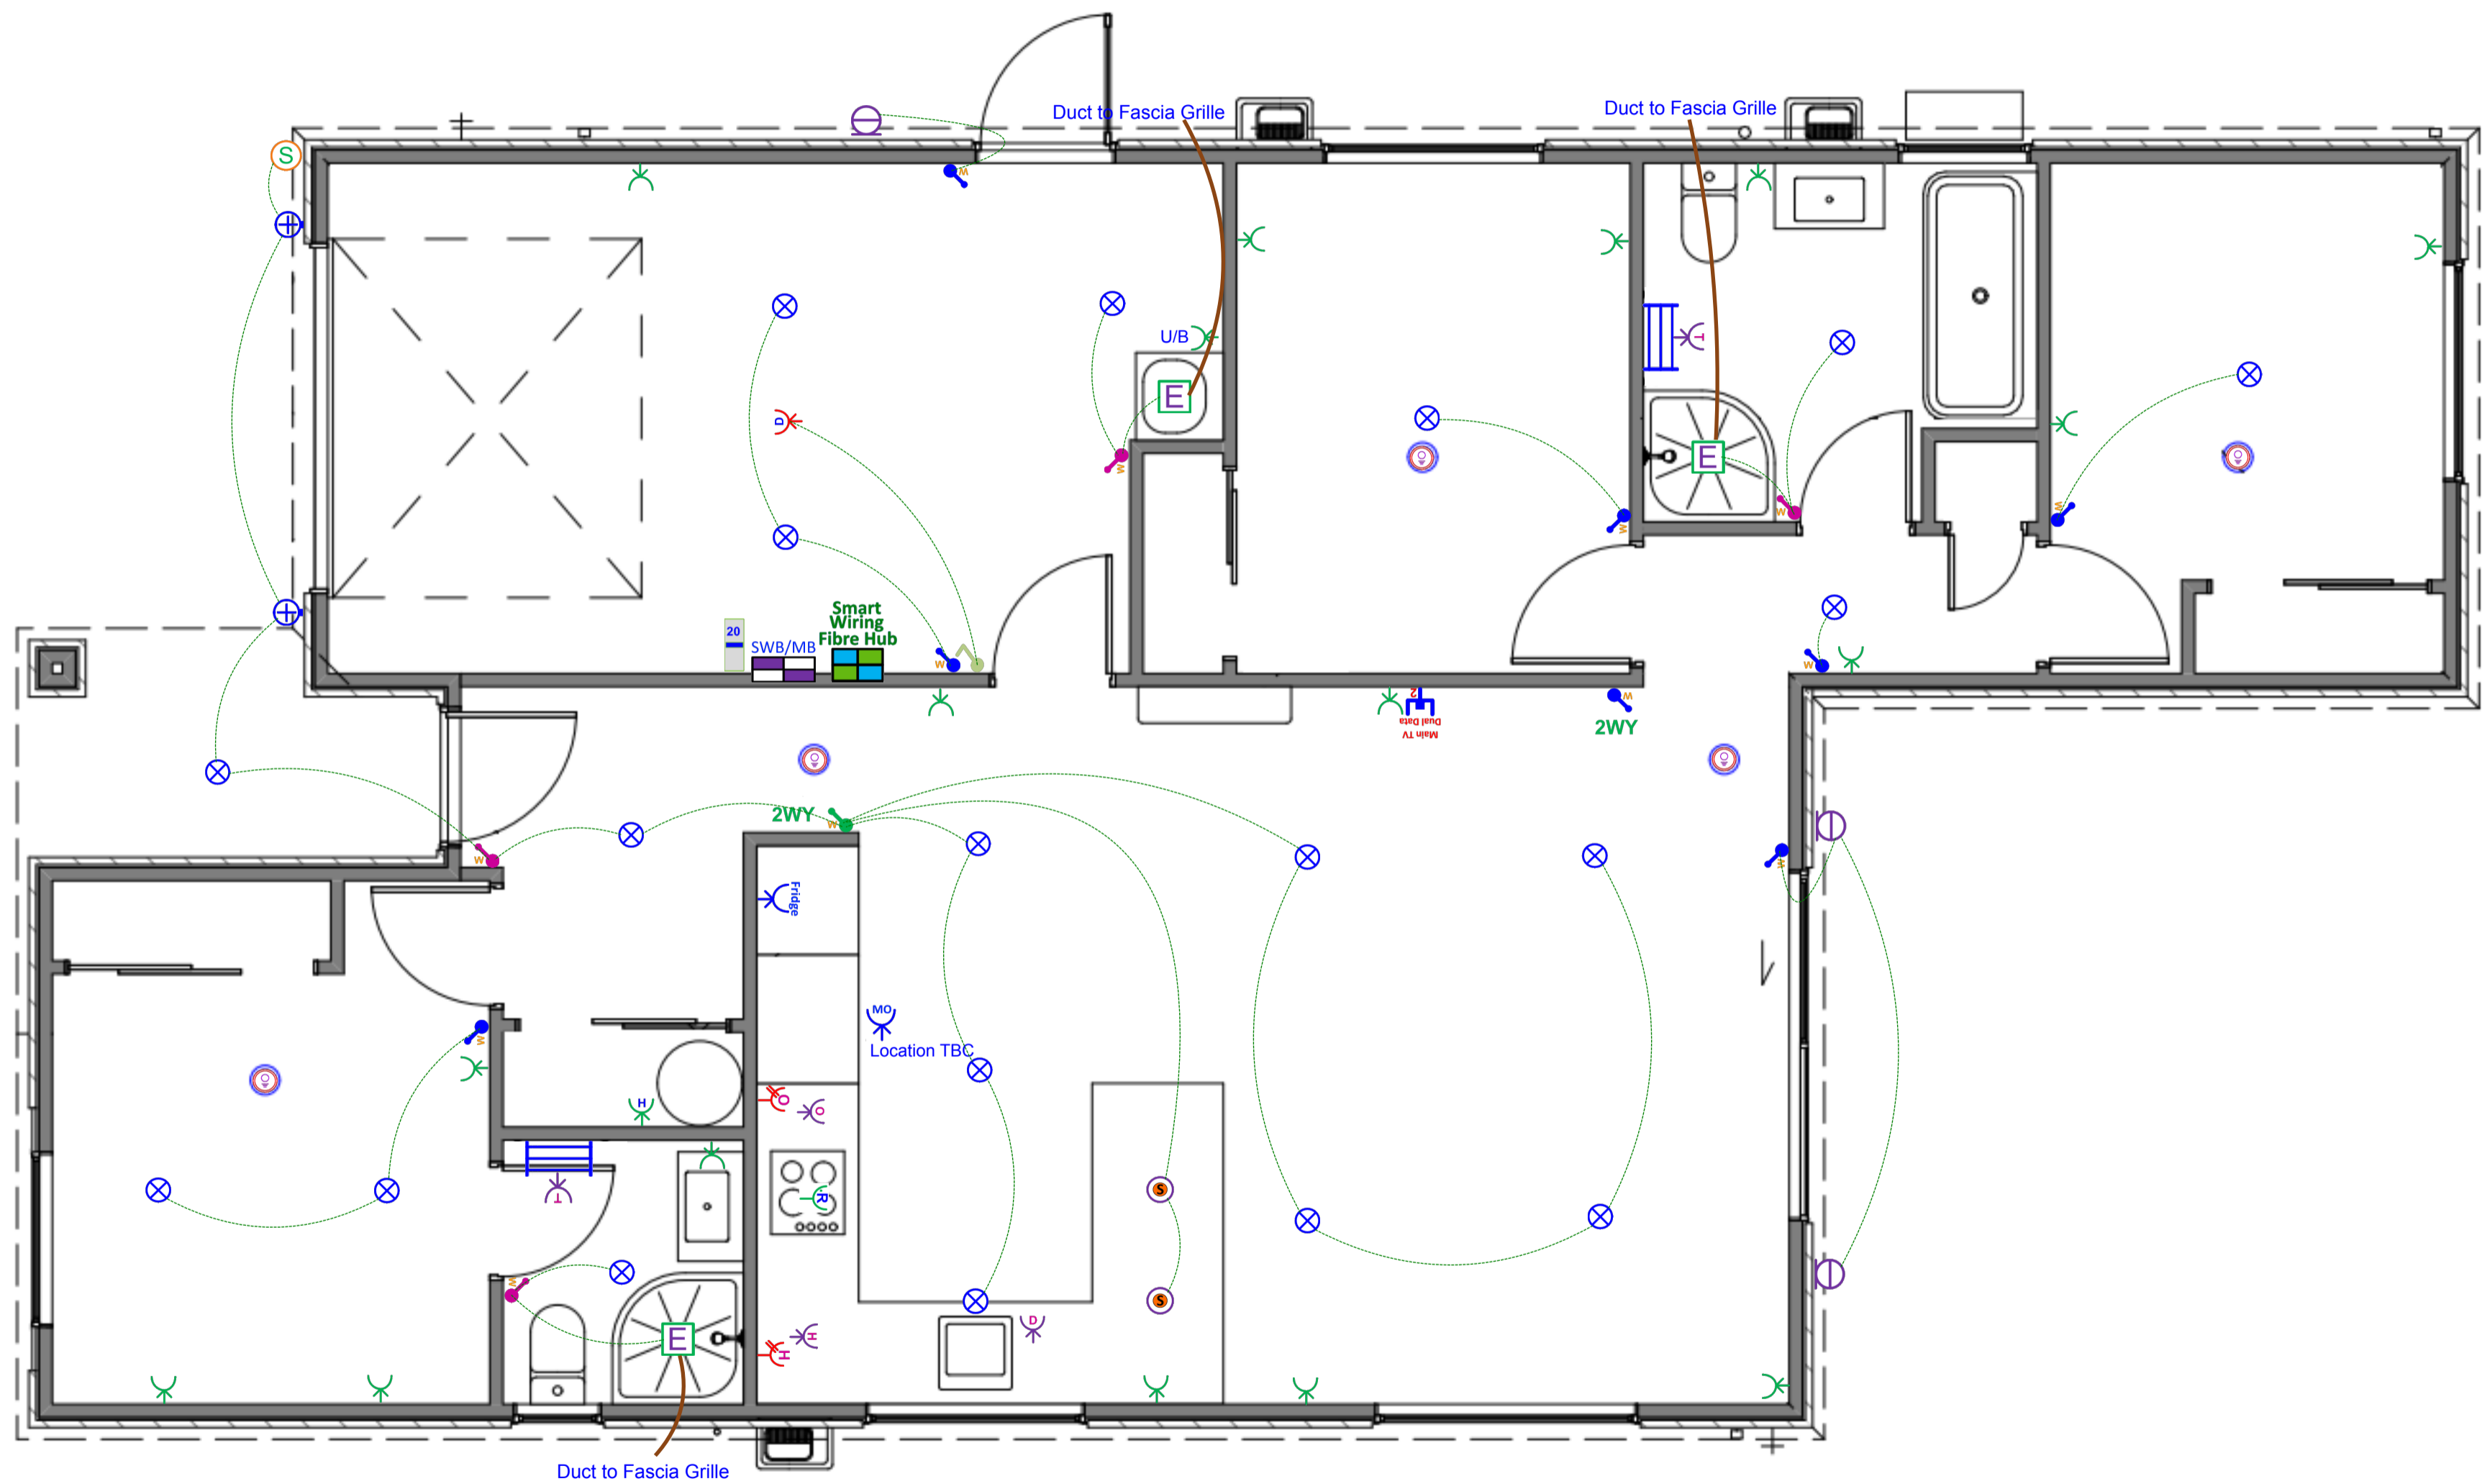 Duct to Fascia Grille
Duct to Fascia Grille
S
W
U/B
E
T
D
W
E
W
W
W
20
SWB/MB
Smart
Wiring
Fibre Hub
W
W
2
Dual Data
Main TV
W
2WY
2WY
W
W
W
Fridge
MO
Location TBC
W
O
O
H
T
R
S
S
W
E
H
H
D
Duct to Fascia Grille